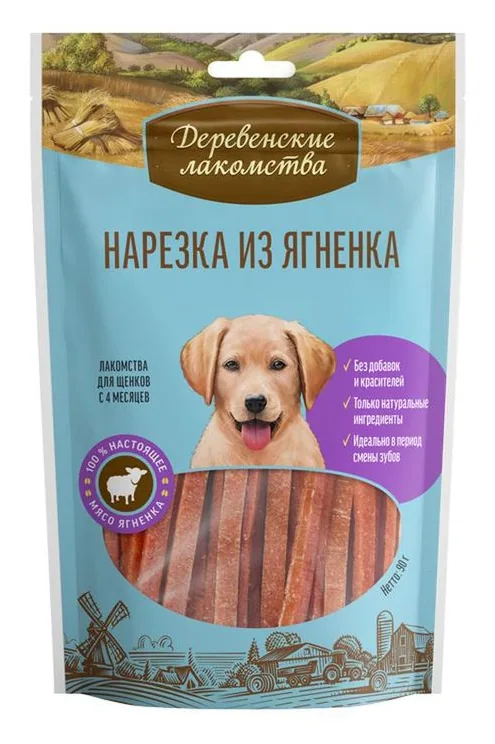 Деревенские
лакомства
НАРЕЗКА ИЗ ЯГНЕНКА
ЛАКОМСТВА
ДЛЯ ЩЕНКОВ
С 4 МЕСЯЦЕВ
Без добавок
и красителей
Только натуральные
ингредиенты
Идеально в период
смены зубов
100 % НАСТОЯЩЕЕ
МЯСО ЯГНЕНКА
Нетто: 90 г